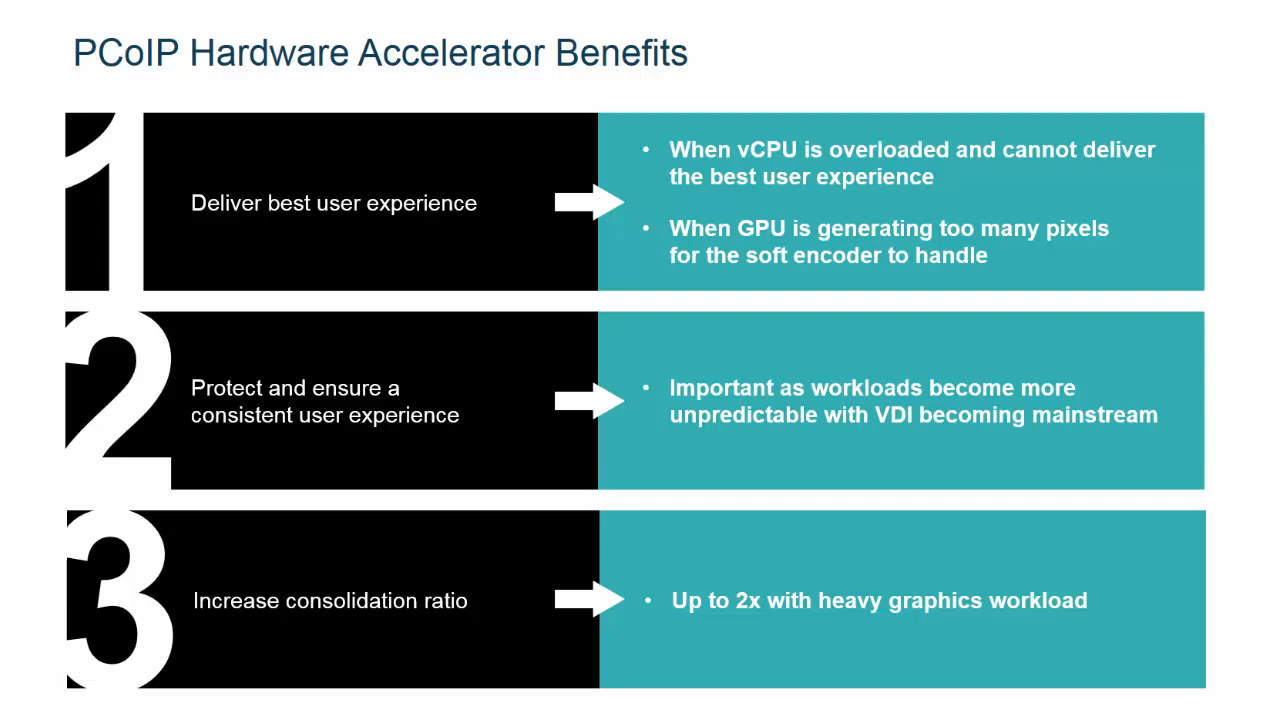 PCoIP Hardware Accelerator Benefits
1
Deliver best user experience
• When vCPU is overloaded and cannot deliver
the best user experience
• When GPU is generating too many pixels
for the soft encoder to handle
2
Protect and ensure a
consistent user experience
• Important as workloads become more
unpredictable with VDI becoming mainstream
3
Increase consolidation ratio
• Up to 2x with heavy graphics workload